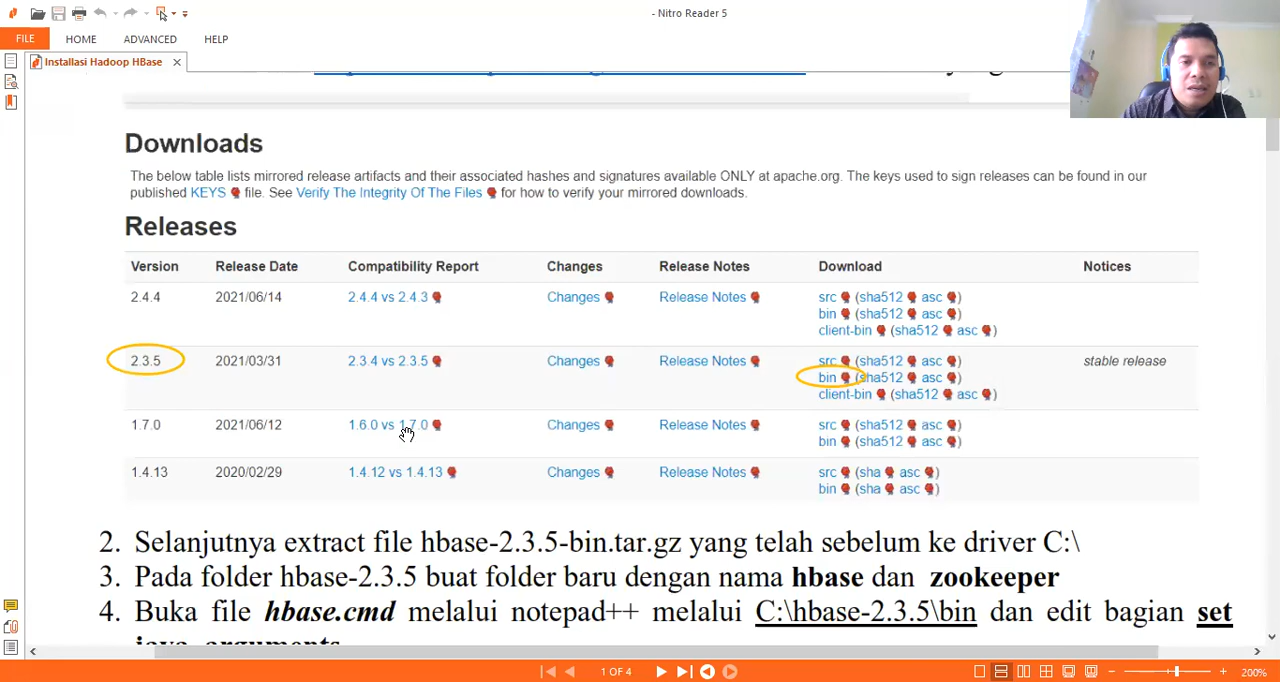 - Nitro Reader 5
FILE HOME ADVANCED HELP
Installasi Hadoop HBase
Downloads
The below table lists mirrored release artifacts and their associated hashes and signatures available ONLY at apache.org. The keys used to sign releases can be found in our
published KEYS file. See Verify The Integrity Of The Files for how to verify your mirrored downloads.
Releases
Version Release Date Compatibility Report Changes Release Notes Download Notices
2.4.4 2021/06/14 2.4.4 vs 2.4.3 Changes Release Notes src (sha512 asc )
bin (sha512 asc )
client-bin (sha512 asc )
2.3.5 2021/03/31 2.3.4 vs 2.3.5 Changes Release Notes src (sha512 asc ) stable release
bin (sha512 asc )
client-bin (sha512 asc )
1.7.0 2021/06/12 1.6.0 vs 1.7.0 Changes Release Notes src (sha512 asc )
bin (sha512 asc )
1.4.13 2020/02/29 1.4.12 vs 1.4.13 Changes Release Notes src (sha asc )
bin (sha asc )
2. Selanjutnya extract file hbase-2.3.5-bin.tar.gz yang telah sebelum ke driver C:\
3. Pada folder hbase-2.3.5 buat folder baru dengan nama hbase dan zookeeper
4. Buka file hbase.cmd melalui notepad++ melalui C:\hbase-2.3.5\bin dan edit bagian set
java arguments
1 OF 4
200%